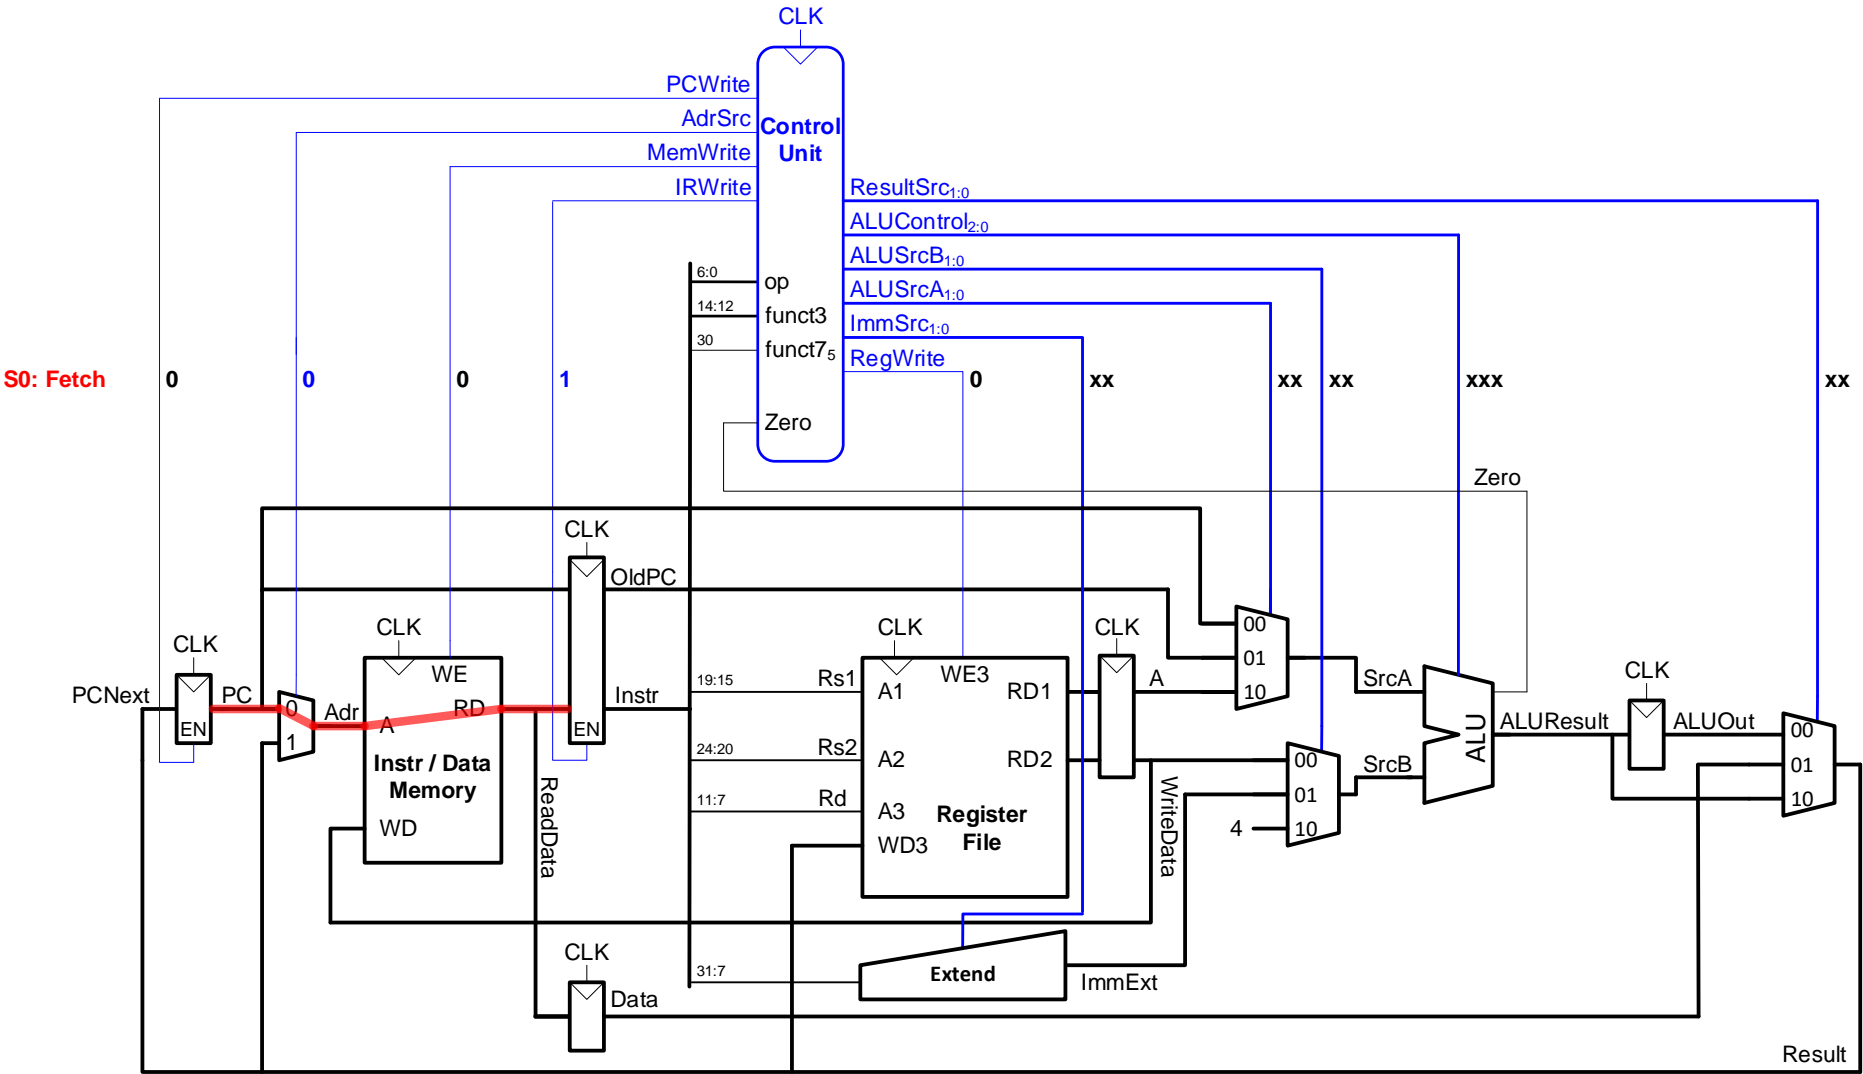 CLK
PCWrite
AdrSrc
MemWrite
IRWrite
Control
Unit
ResultSrc1:0
ALUControl2:0
ALUSrcB1:0
ALUSrcA1:0
ImmSrc1:0
RegWrite
6:0
op
14:12
funct3
30
funct75
Zero
S0: Fetch
0
0
0
1
0
xx
xx
xx
xxx
xx
Zero
CLK
OldPC
CLK
CLK
CLK
CLK
CLK
PCNext
EN
PC
0
1
Adr
WE
A
RD
Instr / Data
Memory
WD
ReadData
EN
Instr
19:15
Rs1
A1
WE3
RD1
24:20
Rs2
A2
RD2
11:7
Rd
A3
WD3
Register
File
A
WriteData
00
01
10
00
01
10
4
SrcA
SrcB
ALU
ALUResult
ALUOut
00
01
10
CLK
Data
31:7
Extend
ImmExt
Result